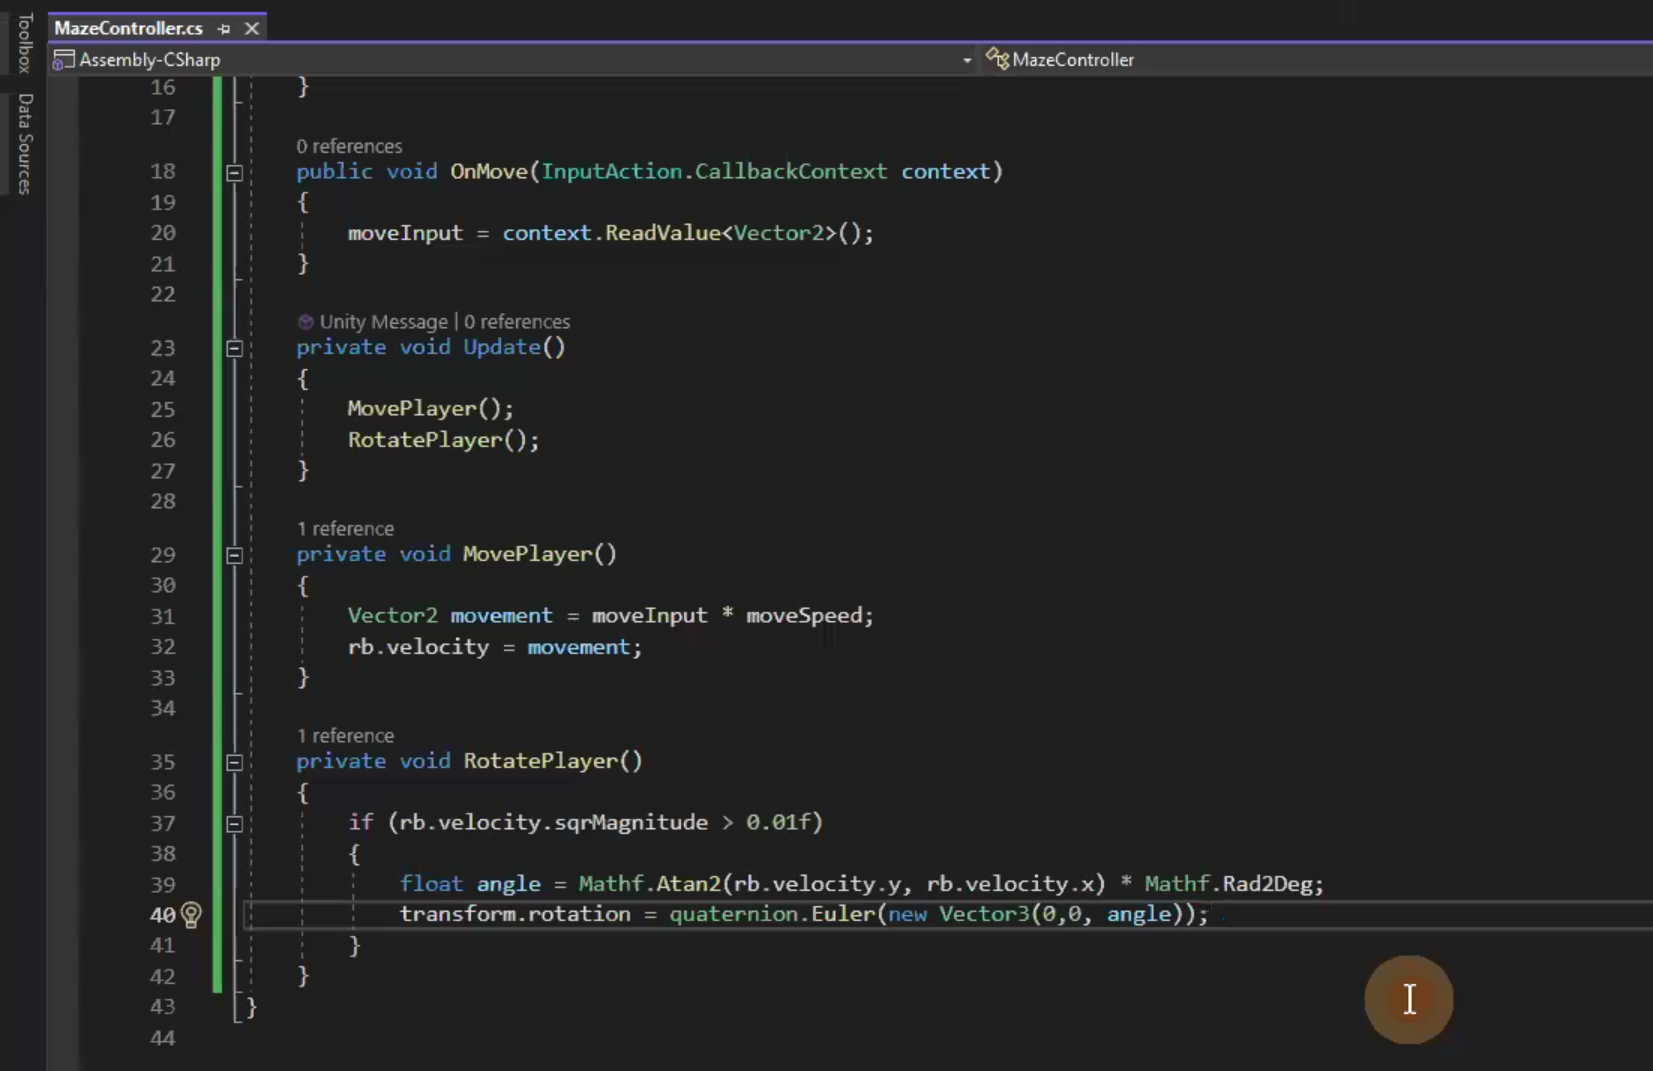 Toolbox
Data Sources
MazeController.cs
Assembly-CSharp
MazeController
16 }
17
0 references
18 public void OnMove(InputAction.CallbackContext context)
19 {
20 moveInput = context.ReadValue<Vector2>();
21 }
22
Unity Message | 0 references
23 private void Update()
24 {
25 MovePlayer();
26 RotatePlayer();
27 }
28
1 reference
29 private void MovePlayer()
30 {
31 Vector2 movement = moveInput * moveSpeed;
32 rb.velocity = movement;
33 }
34
1 reference
35 private void RotatePlayer()
36 {
37 if (rb.velocity.sqrMagnitude > 0.01f)
38 {
39 float angle = Mathf.Atan2(rb.velocity.y, rb.velocity.x) * Mathf.Rad2Deg;
40 transform.rotation = quaternion.Euler(new Vector3(0,0, angle));
41 }
42 }
43 }
44